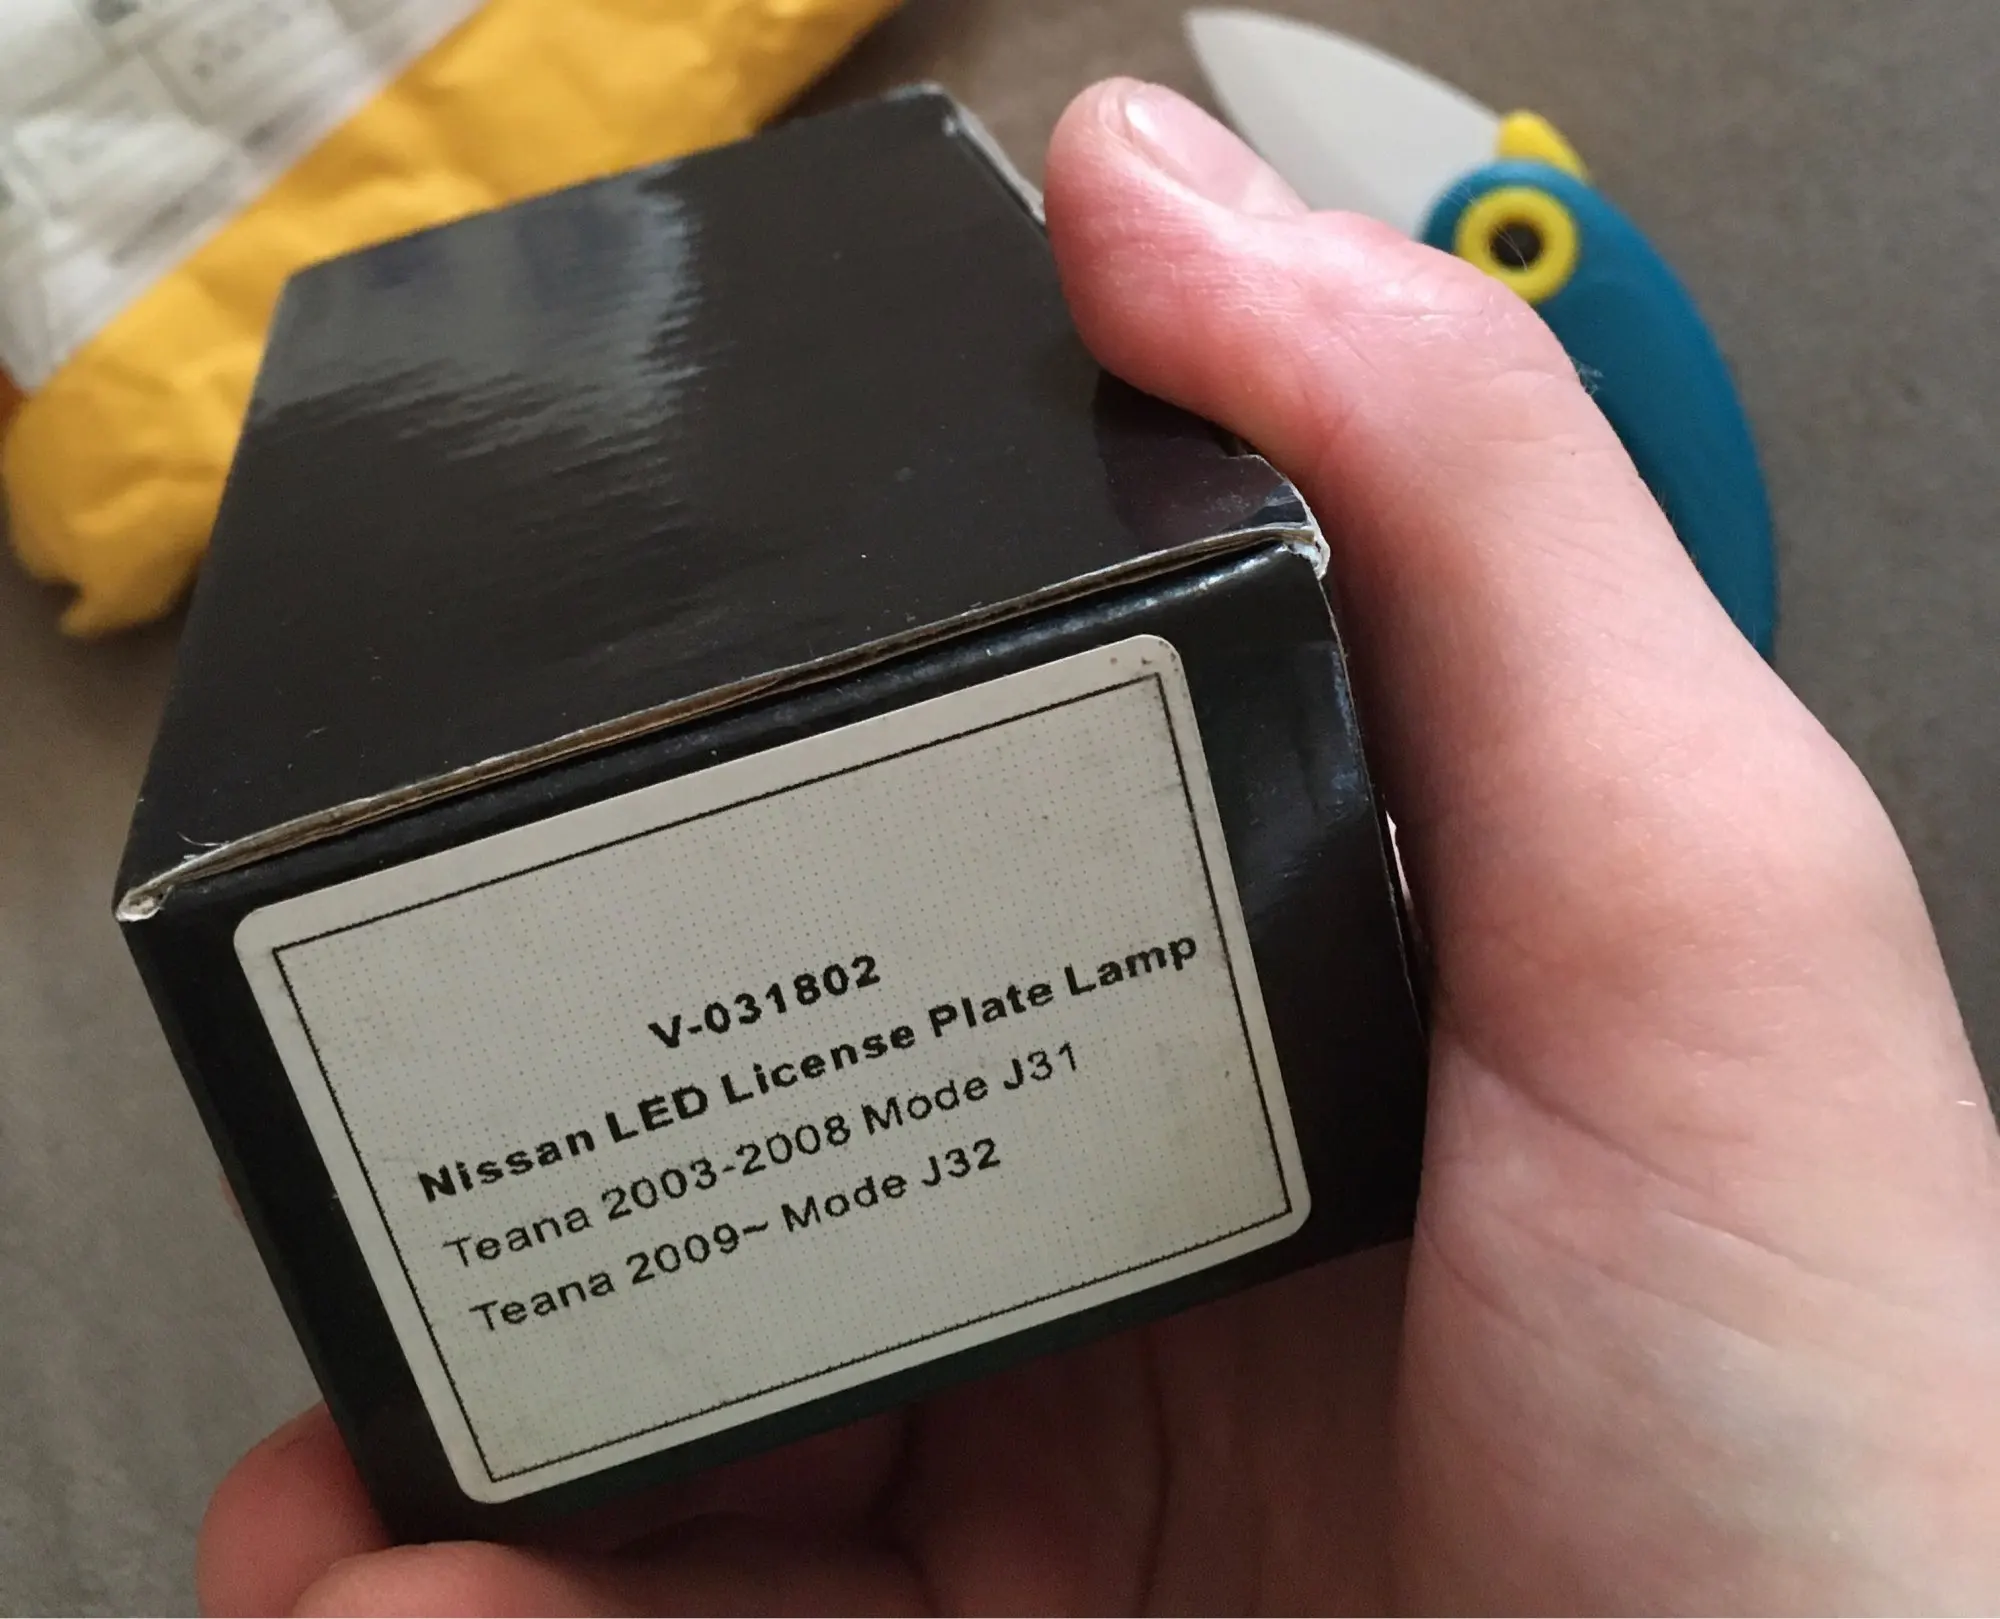 V-031802
Nissan LED License Plate Lamp
Teana 2003-2008 Mode J31
Teana 2009~ Mode J32